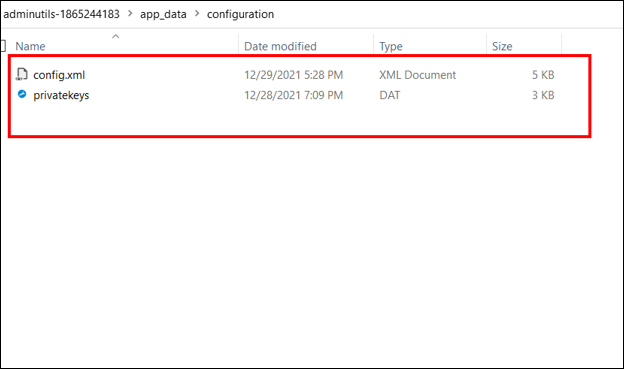 adminutils-1865244183 > app_data > configuration
Name Date modified Type Size
config.xml 12/29/2021 5:28 PM XML Document 5 KB
privatekeys 12/28/2021 7:09 PM DAT 3 KB